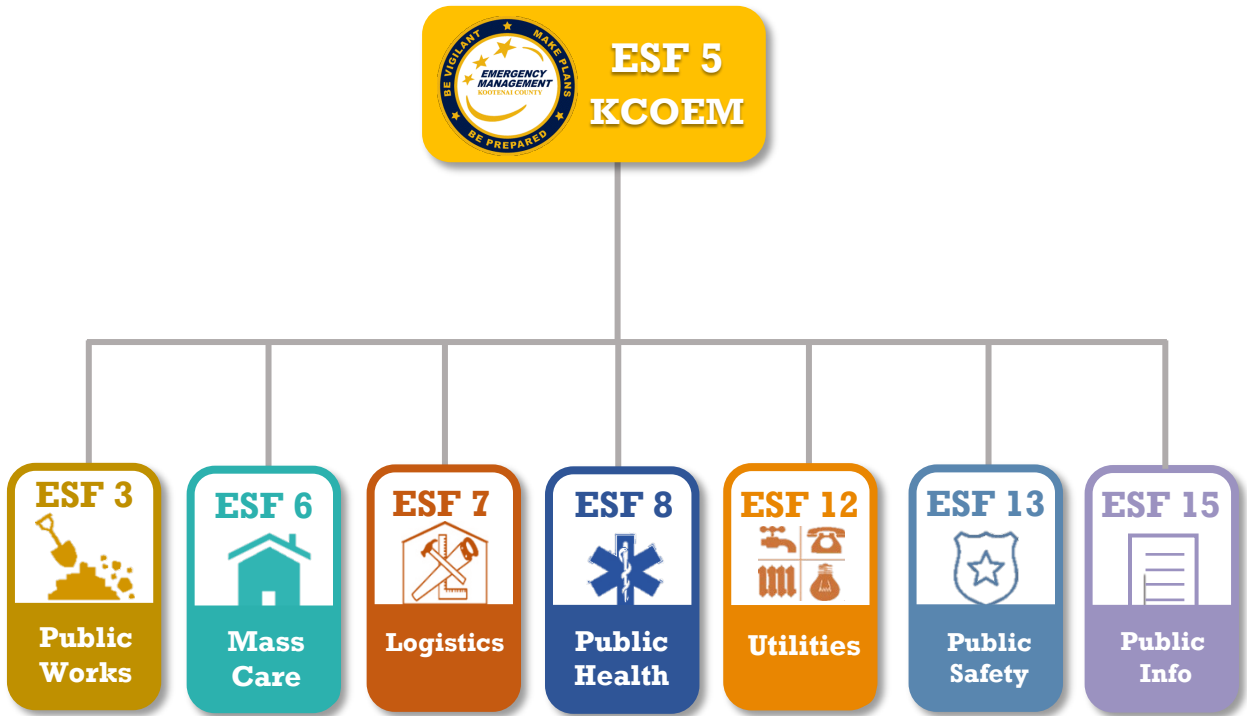 BE VIGILANT
MAKE PLANS
EMERGENCY
MANAGEMENT
KOOTENAI COUNTY
BE PREPARED
ESF 5
KCOEM
ESF 3
Public
Works
ESF 6
Mass
Care
ESF 7
Logistics
ESF 8
Public
Health
ESF 12
Utilities
ESF 13
Public
Safety
ESF 15
Public
Info